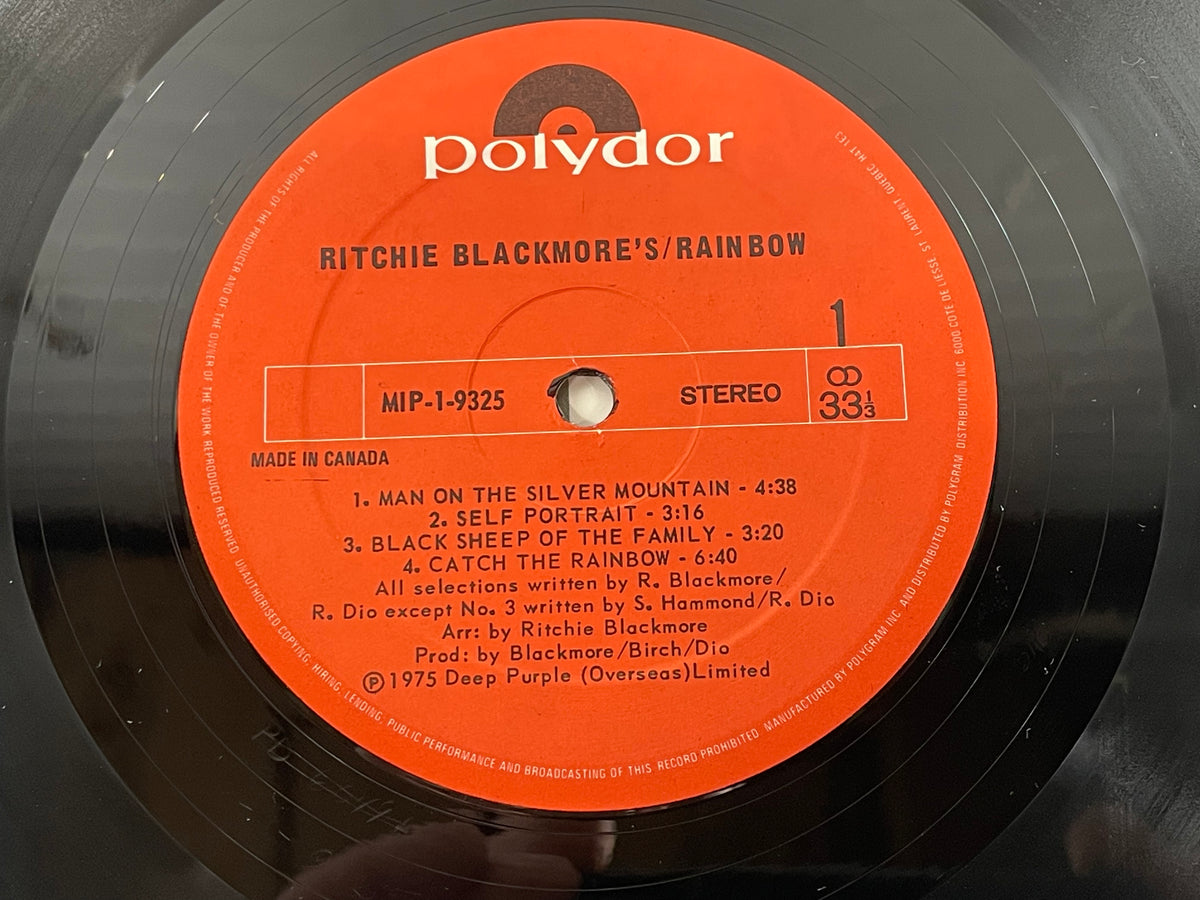 polydor
RITCHIE BLACKMORE'S/RAINBOW
1
MIP-1-9325
STEREO
33 1/3
MADE IN CANADA
1. MAN ON THE SILVER MOUNTAIN - 4:38
2. SELF PORTRAIT - 3:16
3. BLACK SHEEP OF THE FAMILY - 3:20
4. CATCH THE RAINBOW - 6:40
All selections written by R. Blackmore/
R. Dio except No. 3 written by S. Hammond/R. Dio
Arr: by Ritchie Blackmore
Prod: by Blackmore/Birch/Dio
℗1975 Deep Purple (Overseas)Limited
ALL RIGHTS OF THE PRODUCER AND OF THE OWNER OF THE WORK REPRODUCED RESERVED. UNAUTHORISED COPYING, HIRING, LENDING, PUBLIC PERFORMANCE AND BROADCASTING OF THIS RECORD PROHIBITED. MANUFACTURED BY POLYGRAM INC. AND DISTRIBUTED BY POLYGRAM DISTRIBUTION INC. 6000 COTE DE LIESSE, ST. LAURENT QUEBEC H4T 1E3